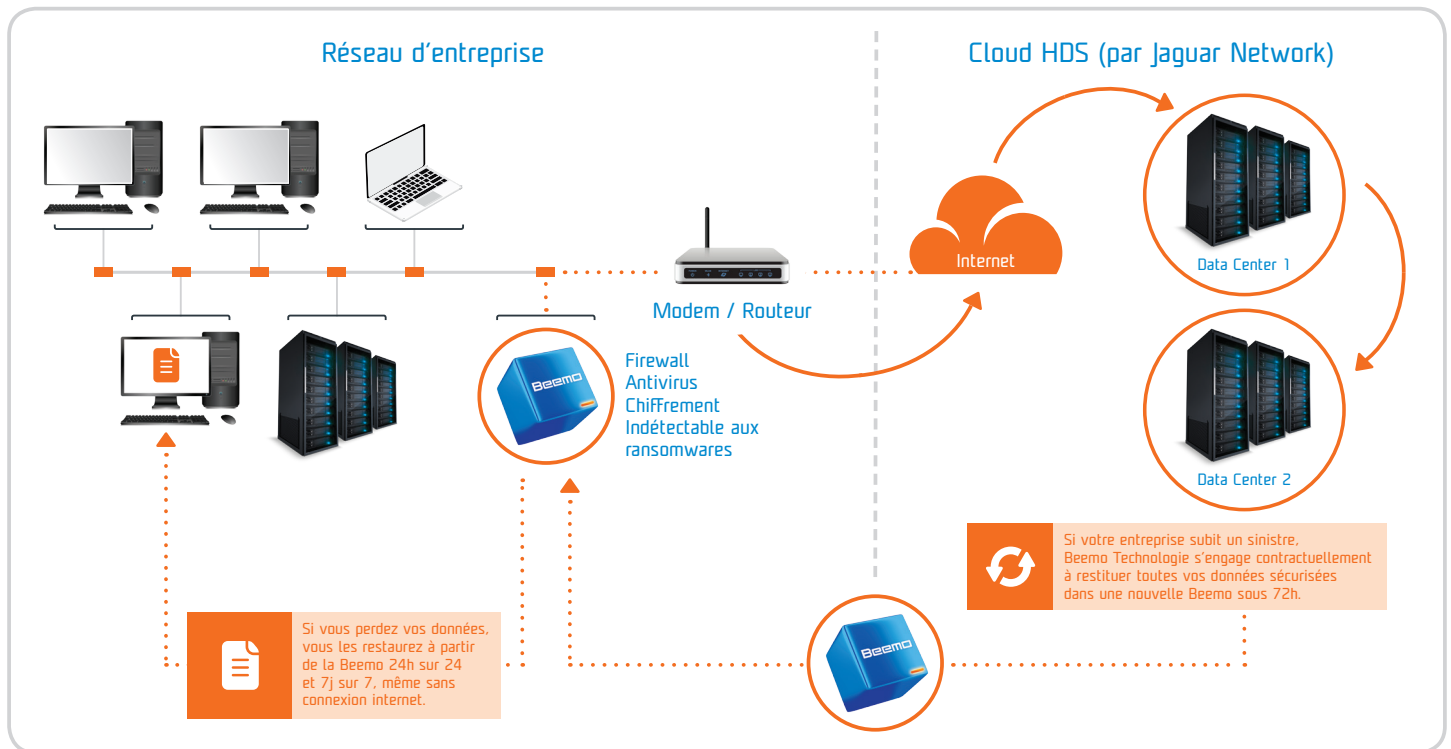 Réseau d'entreprise
Cloud HDS (par Jaguar Network)
Internet
Data Center 1
Modem / Routeur
Beemo
Firewall
Antivirus
Chiffrement
Indétectable aux
ransomwares
Data Center 2
Si votre entreprise subit un sinistre,
Beemo Technologie s'engage contractuellement
à restituer toutes vos données sécurisées
dans une nouvelle Beemo sous 72h.
Si vous perdez vos données,
vous les restaurez à partir
de la Beemo 24h sur 24
et 7j sur 7, même sans
connexion internet.
Beemo